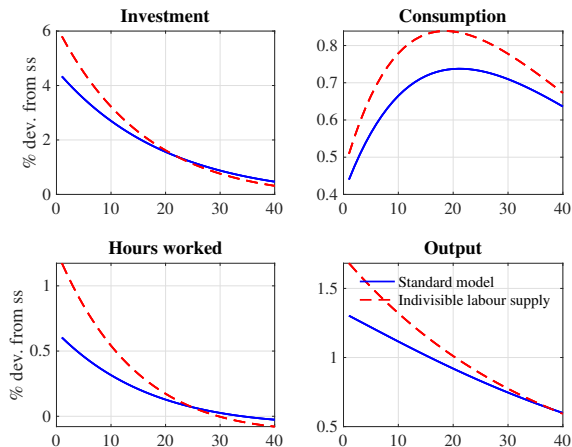 Investment
Consumption
% dev. from ss
6
4
2
0
0 10 20 30 40
0.8
0.7
0.6
0.5
0.4
0 10 20 30 40
Hours worked
Output
% dev. from ss
1
0.5
0
0 10 20 30 40
Standard model
Indivisible labour supply
1.5
1
0.5
0 10 20 30 40